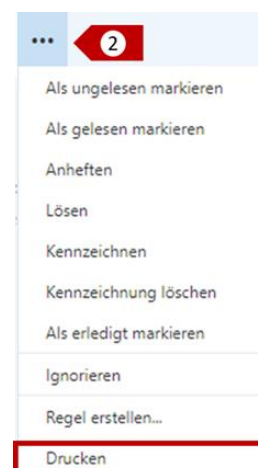 ... 2
Als ungelesen markieren
Als gelesen markieren
Anheften
Lösen
Kennzeichnen
Kennzeichnung löschen
Als erledigt markieren
Ignorieren
Regel erstellen...
Drucken